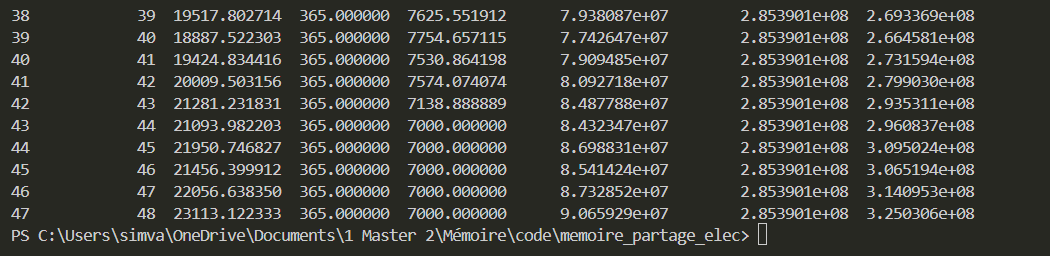 38 39 19517.802714 365.000000 7625.551912 7.938087e+07 2.853901e+08 2.693369e+08
39 40 18887.522303 365.000000 7754.657115 7.742647e+07 2.853901e+08 2.664581e+08
40 41 19424.834416 365.000000 7530.864198 7.909485e+07 2.853901e+08 2.731594e+08
41 42 20009.503156 365.000000 7574.074074 8.092718e+07 2.853901e+08 2.799030e+08
42 43 21281.231831 365.000000 7138.888889 8.487788e+07 2.853901e+08 2.935311e+08
43 44 21093.982203 365.000000 7000.000000 8.432347e+07 2.853901e+08 2.960837e+08
44 45 21950.746827 365.000000 7000.000000 8.698831e+07 2.853901e+08 3.095024e+08
45 46 21456.399912 365.000000 7000.000000 8.541424e+07 2.853901e+08 3.065194e+08
46 47 22056.638350 365.000000 7000.000000 8.732852e+07 2.853901e+08 3.140953e+08
47 48 23113.122333 365.000000 7000.000000 9.065929e+07 2.853901e+08 3.250306e+08
PS C:\Users\simva\OneDrive\Documents\1 Master 2\Mémoire\code\memoire_partage_elec>